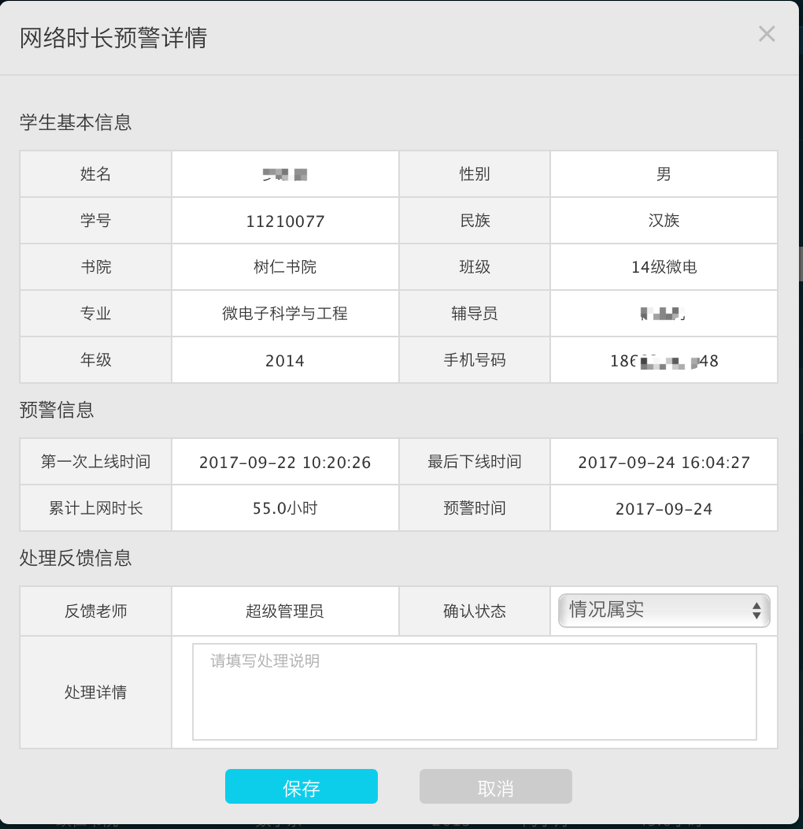 网络时长预警详情
学生基本信息
姓名 性别 男
学号 11210077 民族 汉族
书院 树仁书院 班级 14级微电
专业 微电子科学与工程 辅导员
年级 2014 手机号码 186 48
预警信息
第一次上线时间 2017-09-22 10:20:26 最后下线时间 2017-09-24 16:04:27
累计上网时长 55.0小时 预警时间 2017-09-24
处理反馈信息
反馈老师 超级管理员 确认状态 情况属实
处理详情 请填写处理说明
保存 取消